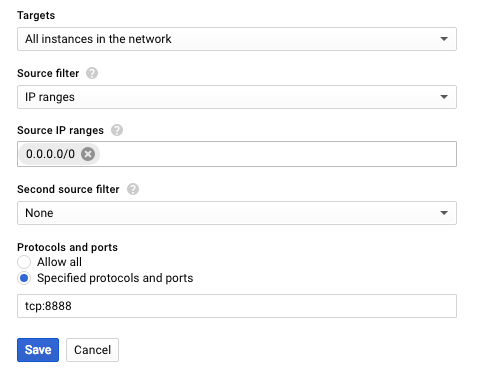 Targets
All instances in the network
Source filter ?
IP ranges
Source IP ranges ?
0.0.0.0/0
Second source filter ?
None
Protocols and ports
Allow all
Specified protocols and ports
tcp:8888
Save Cancel